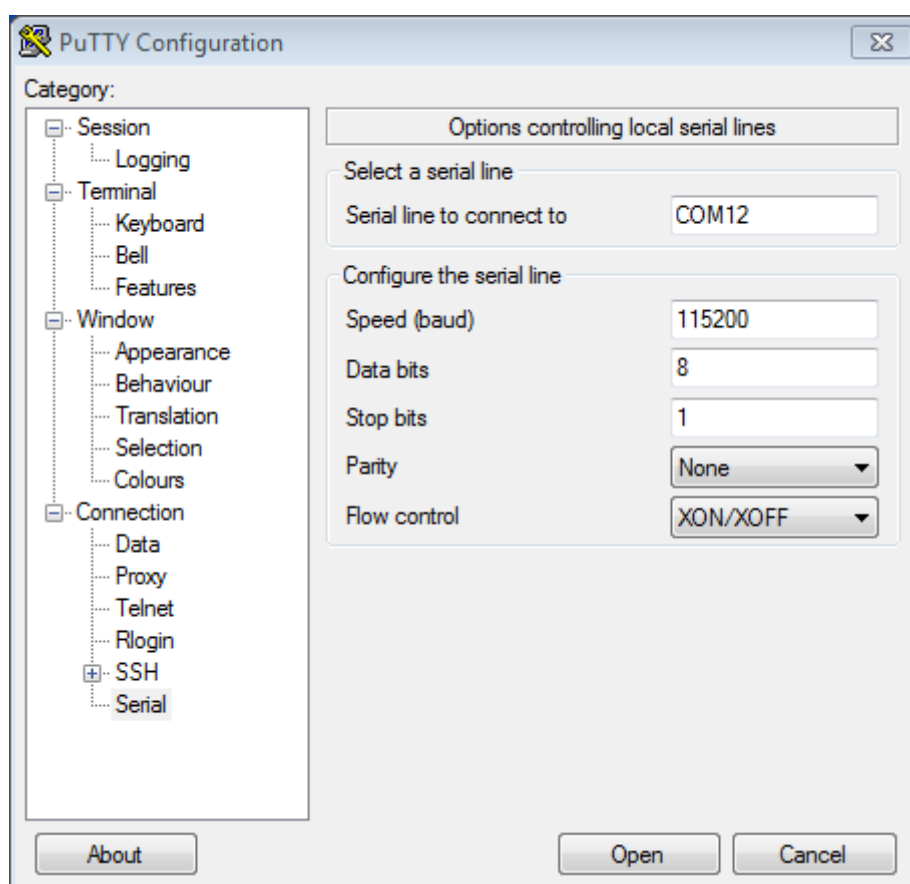 PuTTY Configuration
Category:
Session
Logging
Terminal
Keyboard
Bell
Features
Window
Appearance
Behaviour
Translation
Selection
Colours
Connection
Data
Proxy
Telnet
Rlogin
SSH
Serial
Options controlling local serial lines
Select a serial line
Serial line to connect to COM12
Configure the serial line
Speed (baud) 115200
Data bits 8
Stop bits 1
Parity None
Flow control XON/XOFF
About Open Cancel